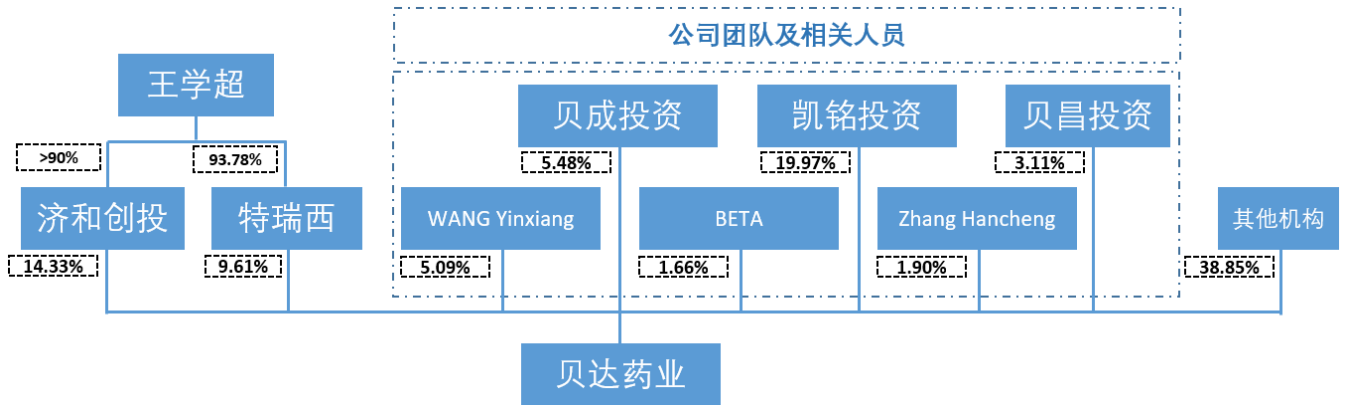 公司团队及相关人员
王学超
贝成投资
凯铭投资
贝昌投资
>90%
93.78%
5.48%
19.97%
3.11%
济和创投
特瑞西
WANG Yinxiang
BETA
Zhang Hancheng
其他机构
14.33%
9.61%
5.09%
1.66%
1.90%
38.85%
贝达药业